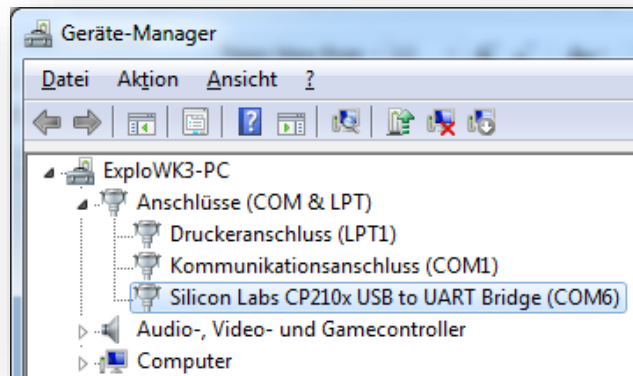 Geräte-Manager
Datei Aktion Ansicht ?
ExploWK3-PC
Anschlüsse (COM & LPT)
Druckeranschluss (LPT1)
Kommunikationsanschluss (COM1)
Silicon Labs CP210x USB to UART Bridge (COM6)
Audio-, Video- und Gamecontroller
Computer